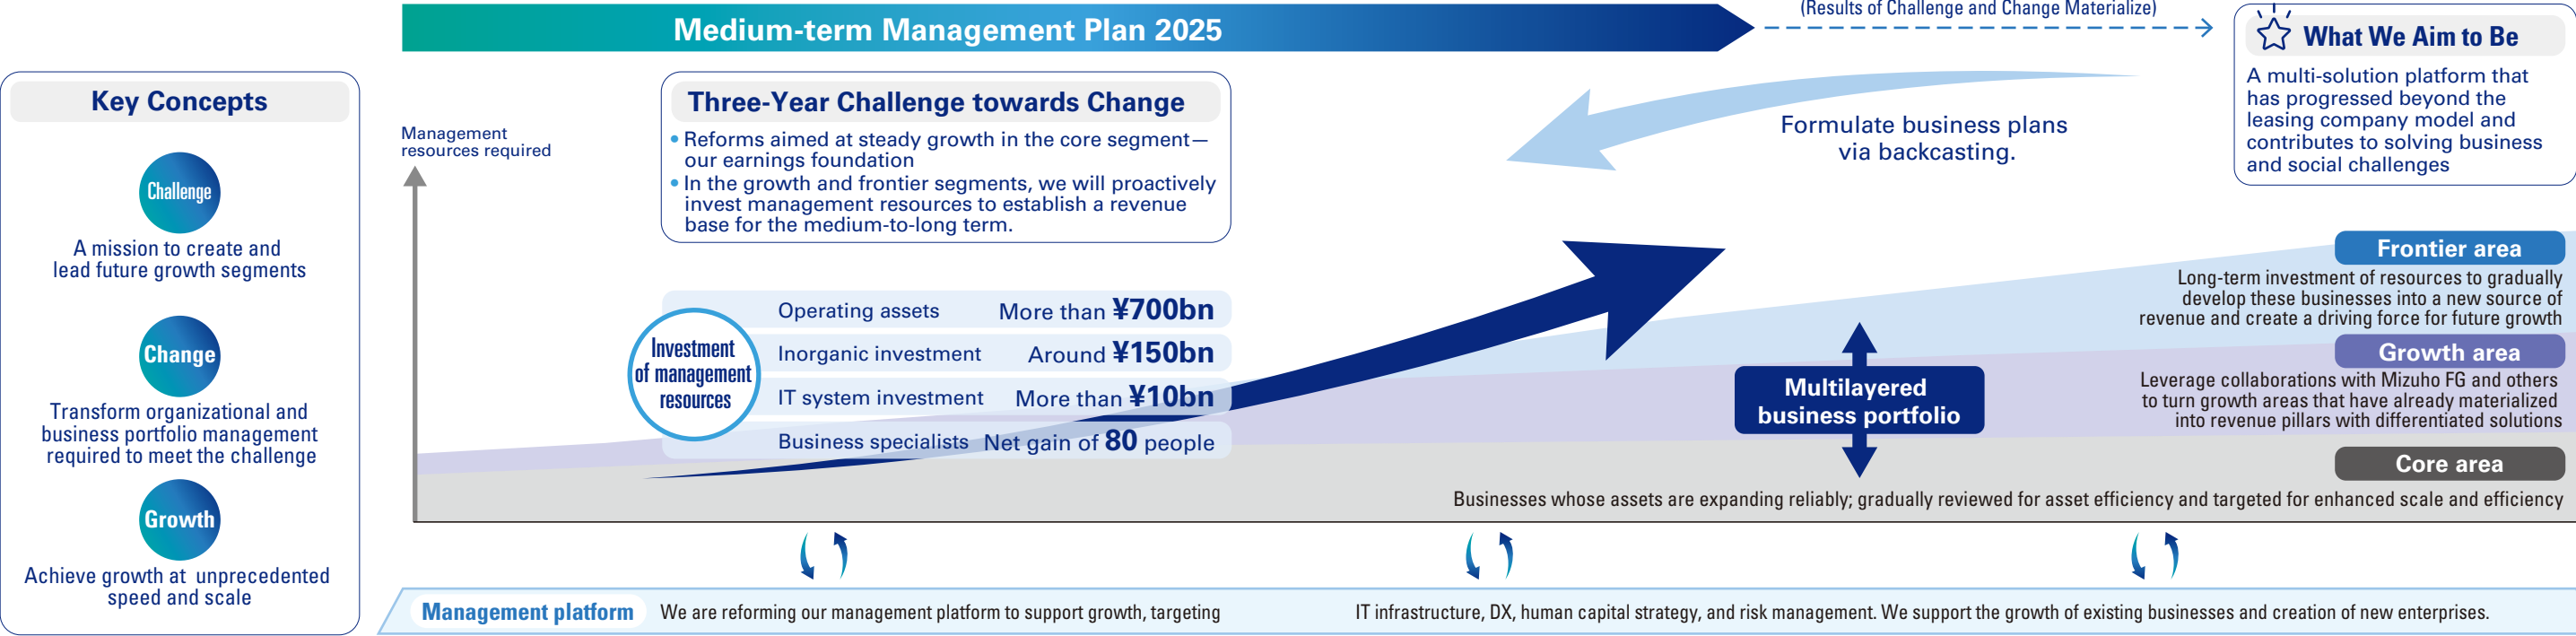 Medium-term Management Plan 2025
(Results of Challenge and Change Materialize)
What We Aim to Be
A multi-solution platform that
has progressed beyond the
leasing company model and
contributes to solving business
and social challenges
Key Concepts
Challenge
A mission to create and
lead future growth segments
Change
Transform organizational and
business portfolio management
required to meet the challenge
Growth
Achieve growth at unprecedented
speed and scale
Management
resources required
Three-Year Challenge towards Change
• Reforms aimed at steady growth in the core segment—
our earnings foundation
• In the growth and frontier segments, we will proactively
invest management resources to establish a revenue
base for the medium-to-long term.
Formulate business plans
via backcasting.
Investment
of management
resources
Operating assets More than ¥700bn
Inorganic investment Around ¥150bn
IT system investment More than ¥10bn
Business specialists Net gain of 80 people
Multilayered
business portfolio
Frontier area
Long-term investment of resources to gradually
develop these businesses into a new source of
revenue and create a driving force for future growth
Growth area
Leverage collaborations with Mizuho FG and others
to turn growth areas that have already materialized
into revenue pillars with differentiated solutions
Core area
Businesses whose assets are expanding reliably; gradually reviewed for asset efficiency and targeted for enhanced scale and efficiency
Management platform We are reforming our management platform to support growth, targeting IT infrastructure, DX, human capital strategy, and risk management. We support the growth of existing businesses and creation of new enterprises.